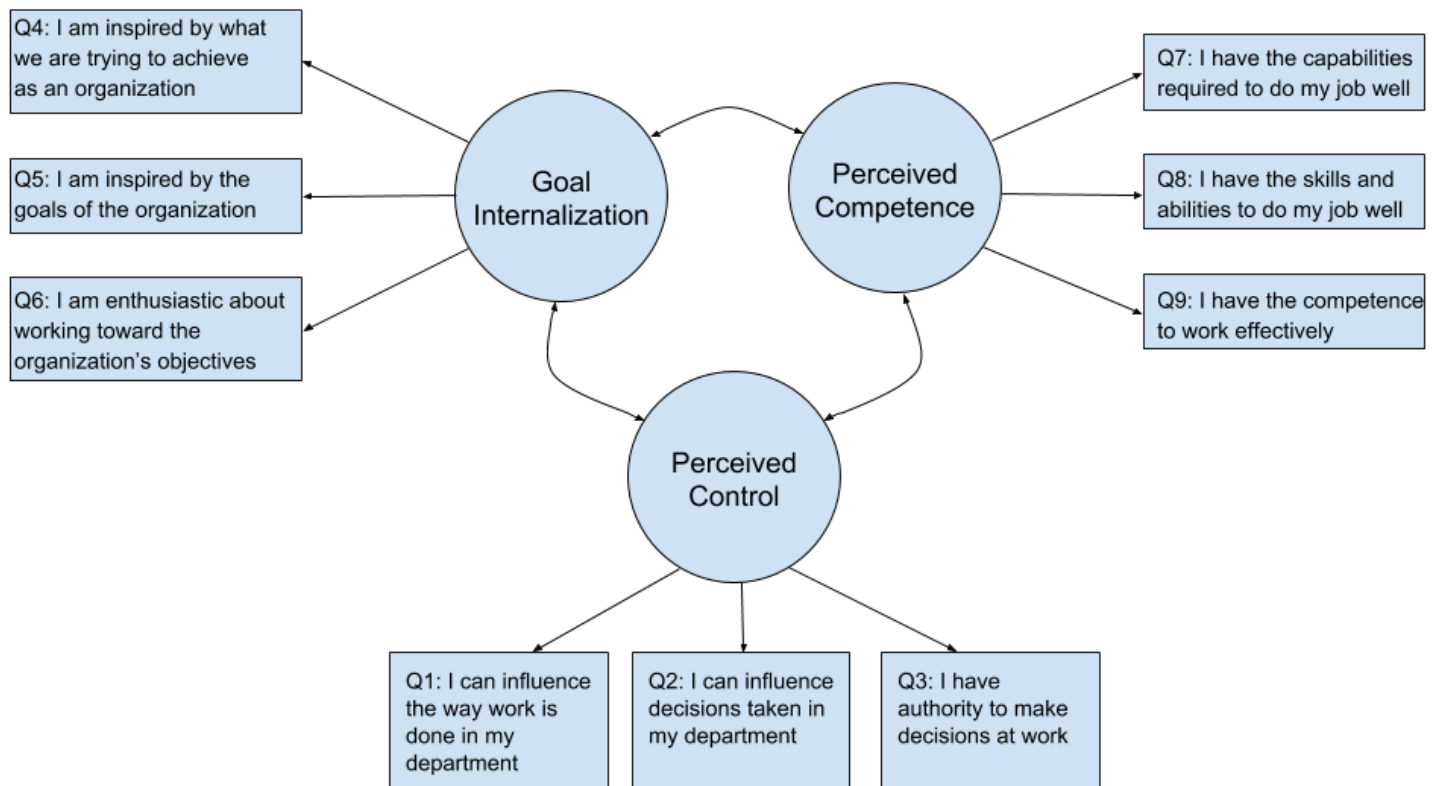 Q4: I am inspired by what
we are trying to achieve
as an organization
Q5: I am inspired by the
goals of the organization
Q6: I am enthusiastic about
working toward the
organization's objectives
Goal
Internalization
Perceived
Competence
Q7: I have the capabilities
required to do my job well
Q8: I have the skills and
abilities to do my job well
Q9: I have the competence
to work effectively
Perceived
Control
Q1: I can influence
the way work is
done in my
department
Q2: I can influence
decisions taken in
my department
Q3: I have
authority to make
decisions at work